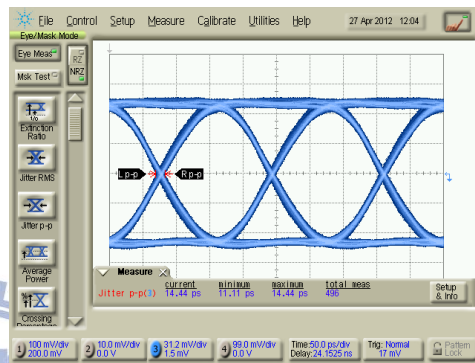 File Control Setup Measure Calibrate Utilities Help 27 Apr 2012 12:04
Eye/Mask Mode
Eye Meas
RZ
NRZ
Msk Test
1/0
Extinction Ratio
Jitter RMS
Jitter p-p
Average Power
Crossing
L p-p
R p-p
Measure
current minimum maximum total meas
Jitter p-p(3) 14.44 ps 11.11 ps 14.44 ps 496
Setup & Info
1) 100 mV/div 200.0 mV
2) 10.0 mV/div 0.0 V
3) 31.2 mV/div 1.5 mV
4) 99.0 mV/div 0.0 V
Time:50.0 ps/div Delay:24.1525 ns
Trig: Normal 17 mV
Pattern Lock